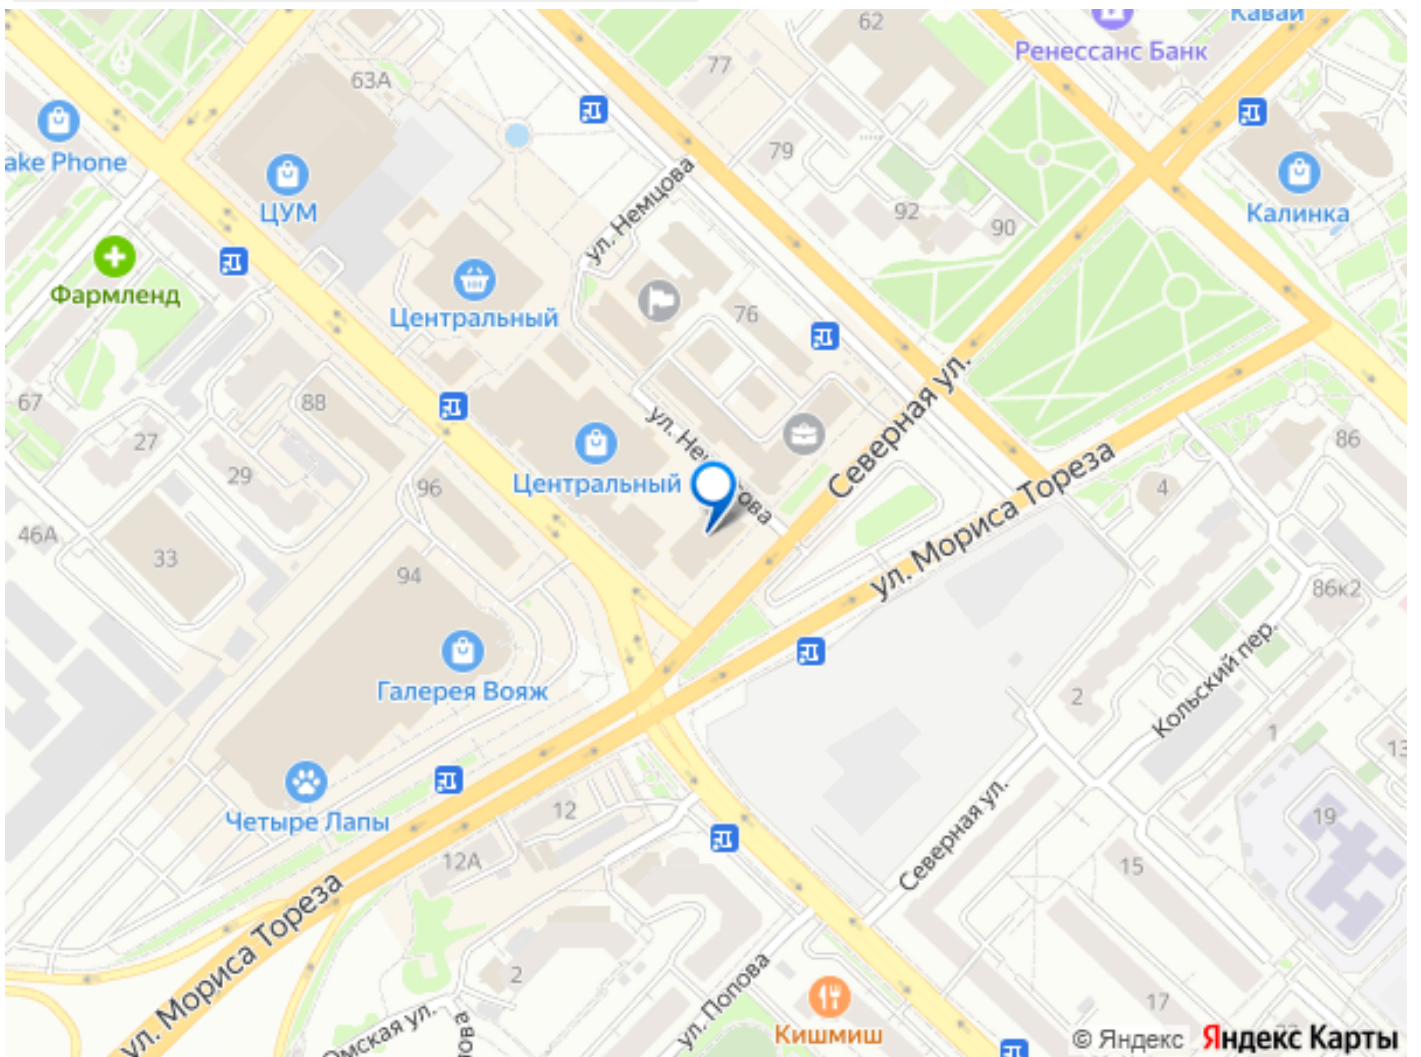 Кавай
62
Ренессанс Банк
77
63А
ake Phone
79
ул. Немцова
ЦУМ
92
90
Калинка
Фармленд
Центральный
76
67
88
27
29
96
ул. Не
ова
Центральный
Северная ул.
86
4
46А
33
94
ул. Мориса Тореза
86к2
Галерея Вояж
2
Кольский пер.
1
13
Четыре Лапы
12
12А
Северная ул.
19
15
ул. Мориса Тореза
2
ул. Попова
17
Омская ул.
ова
Кишмиш
© Яндекс Яндекс Карты